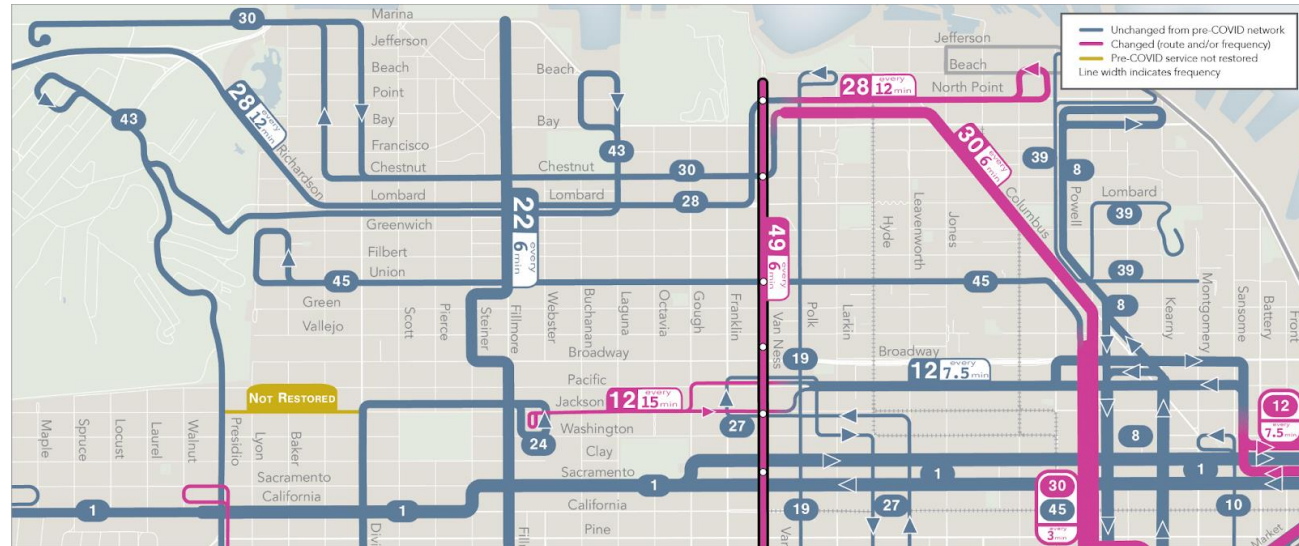 30
Marina
Jefferson
Beach
Point
Bay
Francisco
Chestnut
Lombard
Greenwich
Filbert
Union
Green
Vallejo
43
28
every
12
min
Richardson
Beach
Bay
43
Chestnut
30
Lombard
28
22
every
6
min
45
Scott
Pierce
Steiner
Fillmore
Webster
Buchanan
Laguna
Octavia
Gough
Franklin
Van Ness
Polk
Larkin
49
every
6
min
28
every
12
min
Jefferson
Beach
North Point
30
every
6
min
Columbus
Hyde
Leavenworth
Jones
45
39
8
Powell
Lombard
39
39
8
Kearny
Montgomery
Sansome
Battery
Front
Unchanged from pre-COVID network
Changed (route and/or frequency)
Pre-COVID service not restored
Line width indicates frequency
Broadway
Pacific
Jackson
Washington
Clay
Sacramento
California
Pine
19
Broadway
12
every
7.5
min
12
every
15
min
NOT RESTORED
24
27
Maple
Spruce
Locust
Laurel
Walnut
Presidio
Lyon
Baker
Sacramento
California
1
1
1
1
1
Divi
Fill
19
Van
27
8
30
45
every
3
min
10
12
every
7.5
min
Market